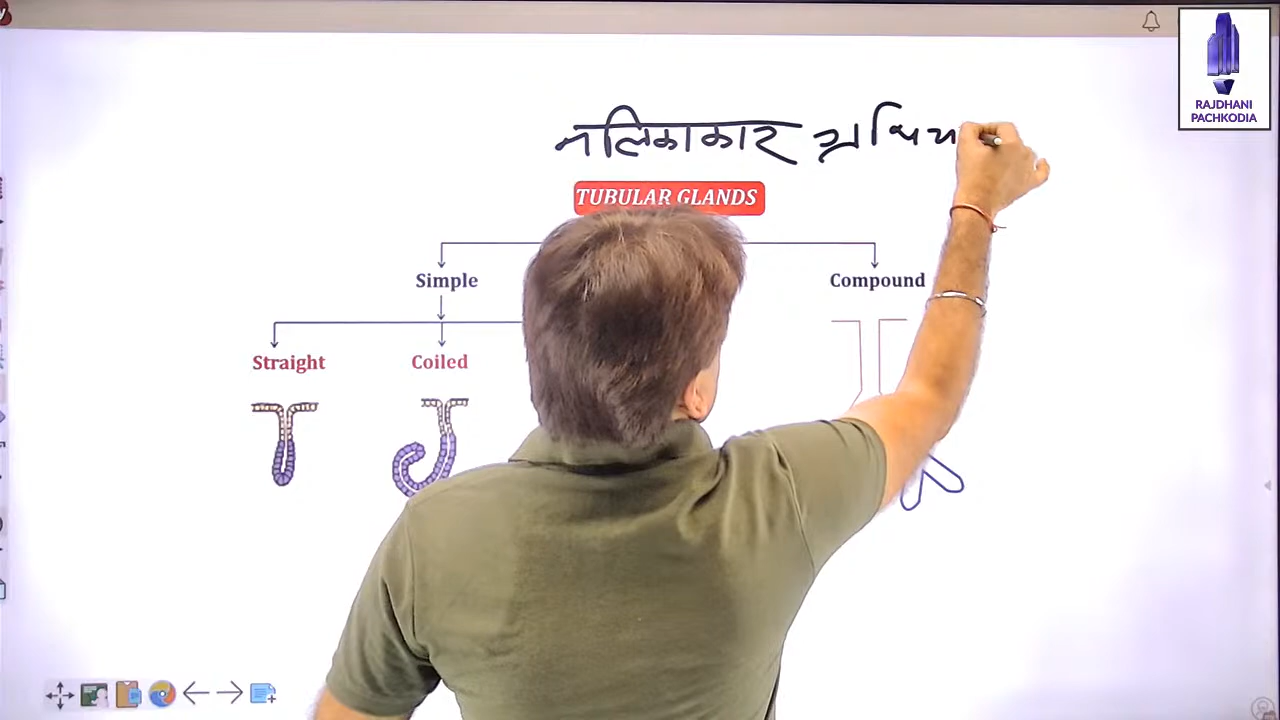 RAJDHANI
PACHKODIA
नलिकाकार
TUBULAR GLANDS
Simple
Compound
Straight
Coiled